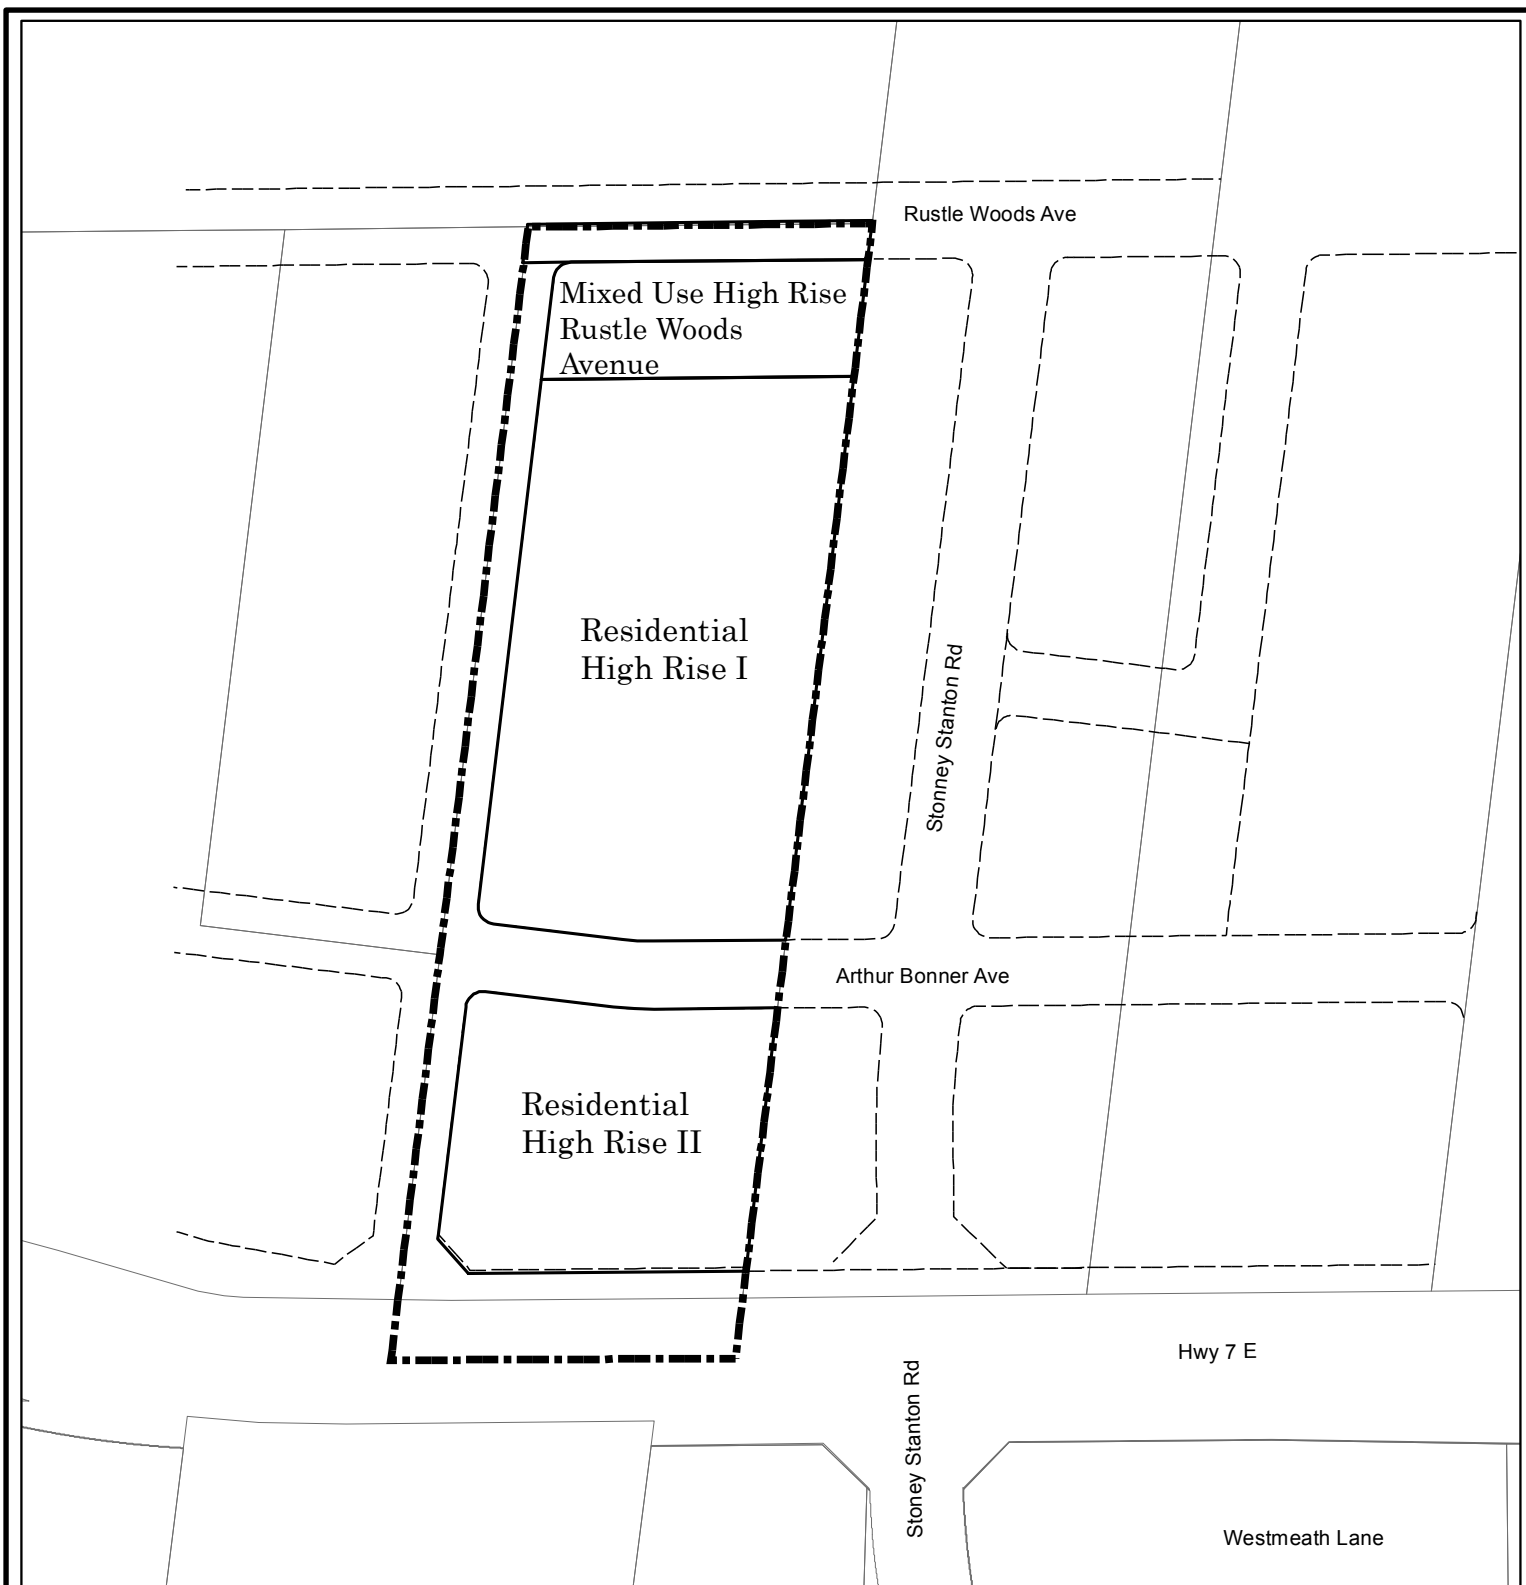 Rustle Woods Ave
Mixed Use High Rise
Rustle Woods
Avenue
Residential
High Rise I
Stonney Stanton Rd
Arthur Bonner Ave
Residential
High Rise II
Hwy 7 E
Stoney Stanton Rd
Westmeath Lane